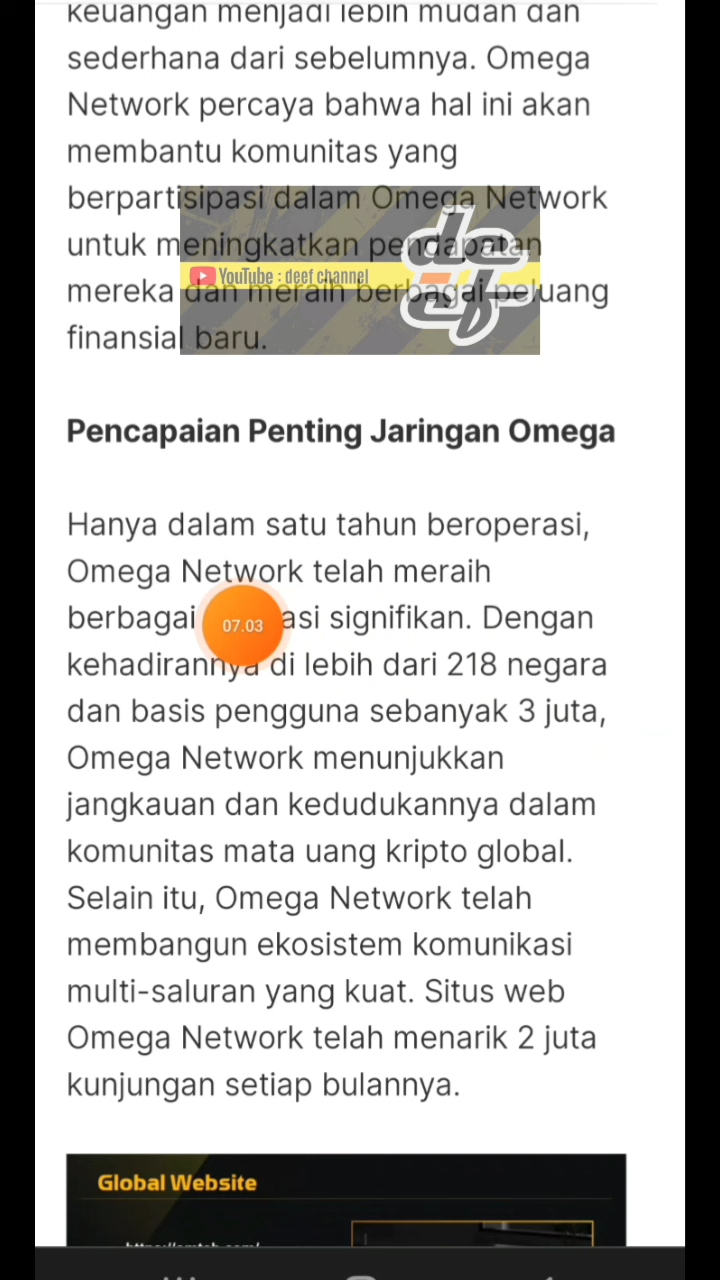 keuangan menjadi lebih mudah dan
sederhana dari sebelumnya. Omega
Network percaya bahwa hal ini akan
membantu komunitas yang
berpartisipasi dalam Omega Network
untuk meningkatkan pendapatan
YouTube : deef channel
mereka dan meraih berbagai peluang
finansial baru.
Pencapaian Penting Jaringan Omega
Hanya dalam satu tahun beroperasi,
Omega Network telah meraih
berbagai asi signifikan. Dengan
07.03
kehadirannya di lebih dari 218 negara
dan basis pengguna sebanyak 3 juta,
Omega Network menunjukkan
jangkauan dan kedudukannya dalam
komunitas mata uang kripto global.
Selain itu, Omega Network telah
membangun ekosistem komunikasi
multi-saluran yang kuat. Situs web
Omega Network telah menarik 2 juta
kunjungan setiap bulannya.
Global Website